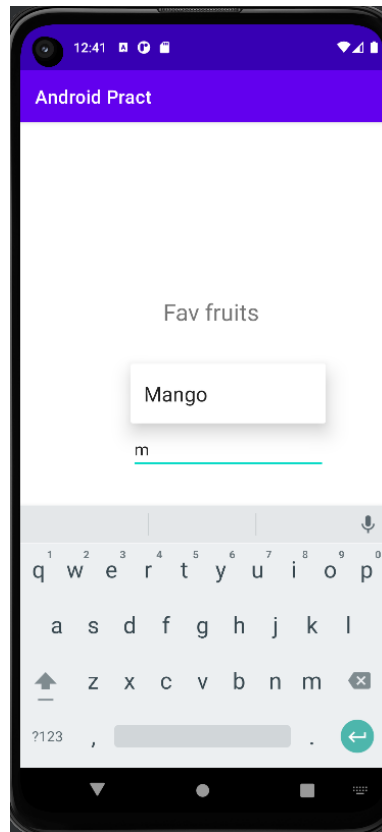 12:41
Android Pract
Fav fruits
Mango
m
1 2 3 4 5 6 7 8 9 0
q w e r t y u i o p
a s d f g h j k l
z x c v b n m
?123 , .